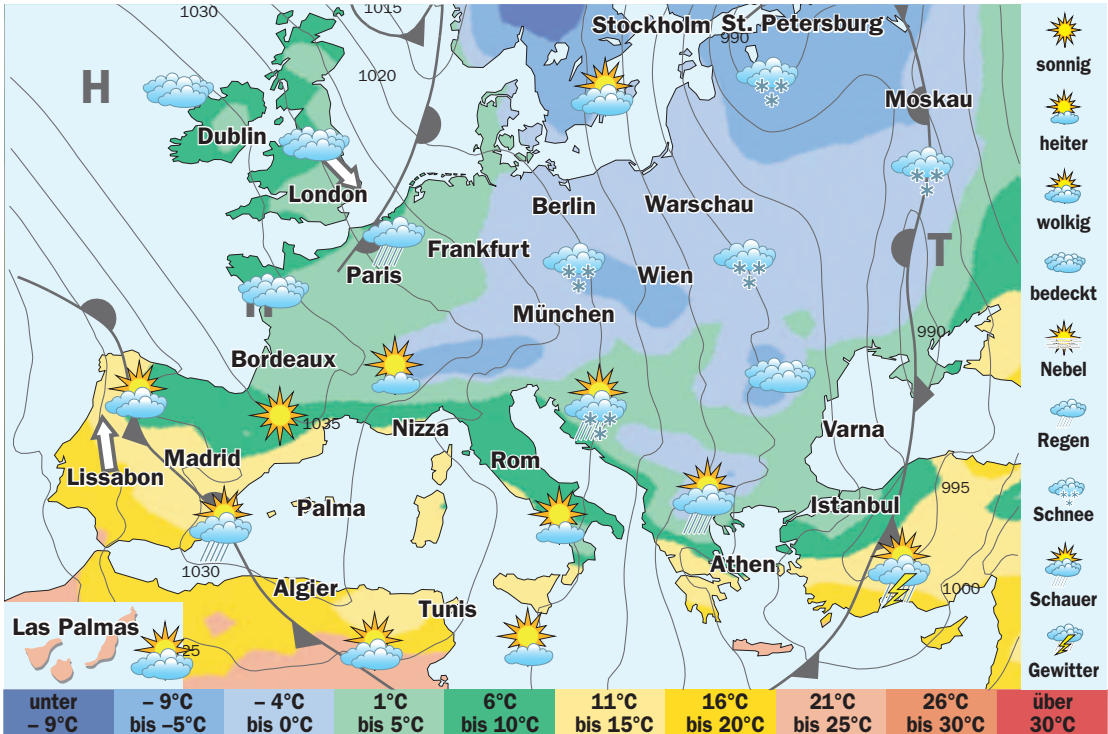 1030
1015
Stockholm
St. Petersburg
990
1020
H
Moskau
Dublin
London
Berlin
Warschau
Frankfurt
T
Paris
Wien
H
München
990
Bordeaux
1035
Nizza
Varna
Madrid
Rom
Lissabon
Palma
Istanbul
995
Athen
1030
Algier
1000
Tunis
Las Palmas
25
sonnig
heiter
wolkig
bedeckt
Nebel
Regen
Schnee
Schauer
Gewitter
unter
– 9°C
– 9°C
bis –5°C
– 4°C
bis 0°C
1°C
bis 5°C
6°C
bis 10°C
11°C
bis 15°C
16°C
bis 20°C
21°C
bis 25°C
26°C
bis 30°C
über
30°C